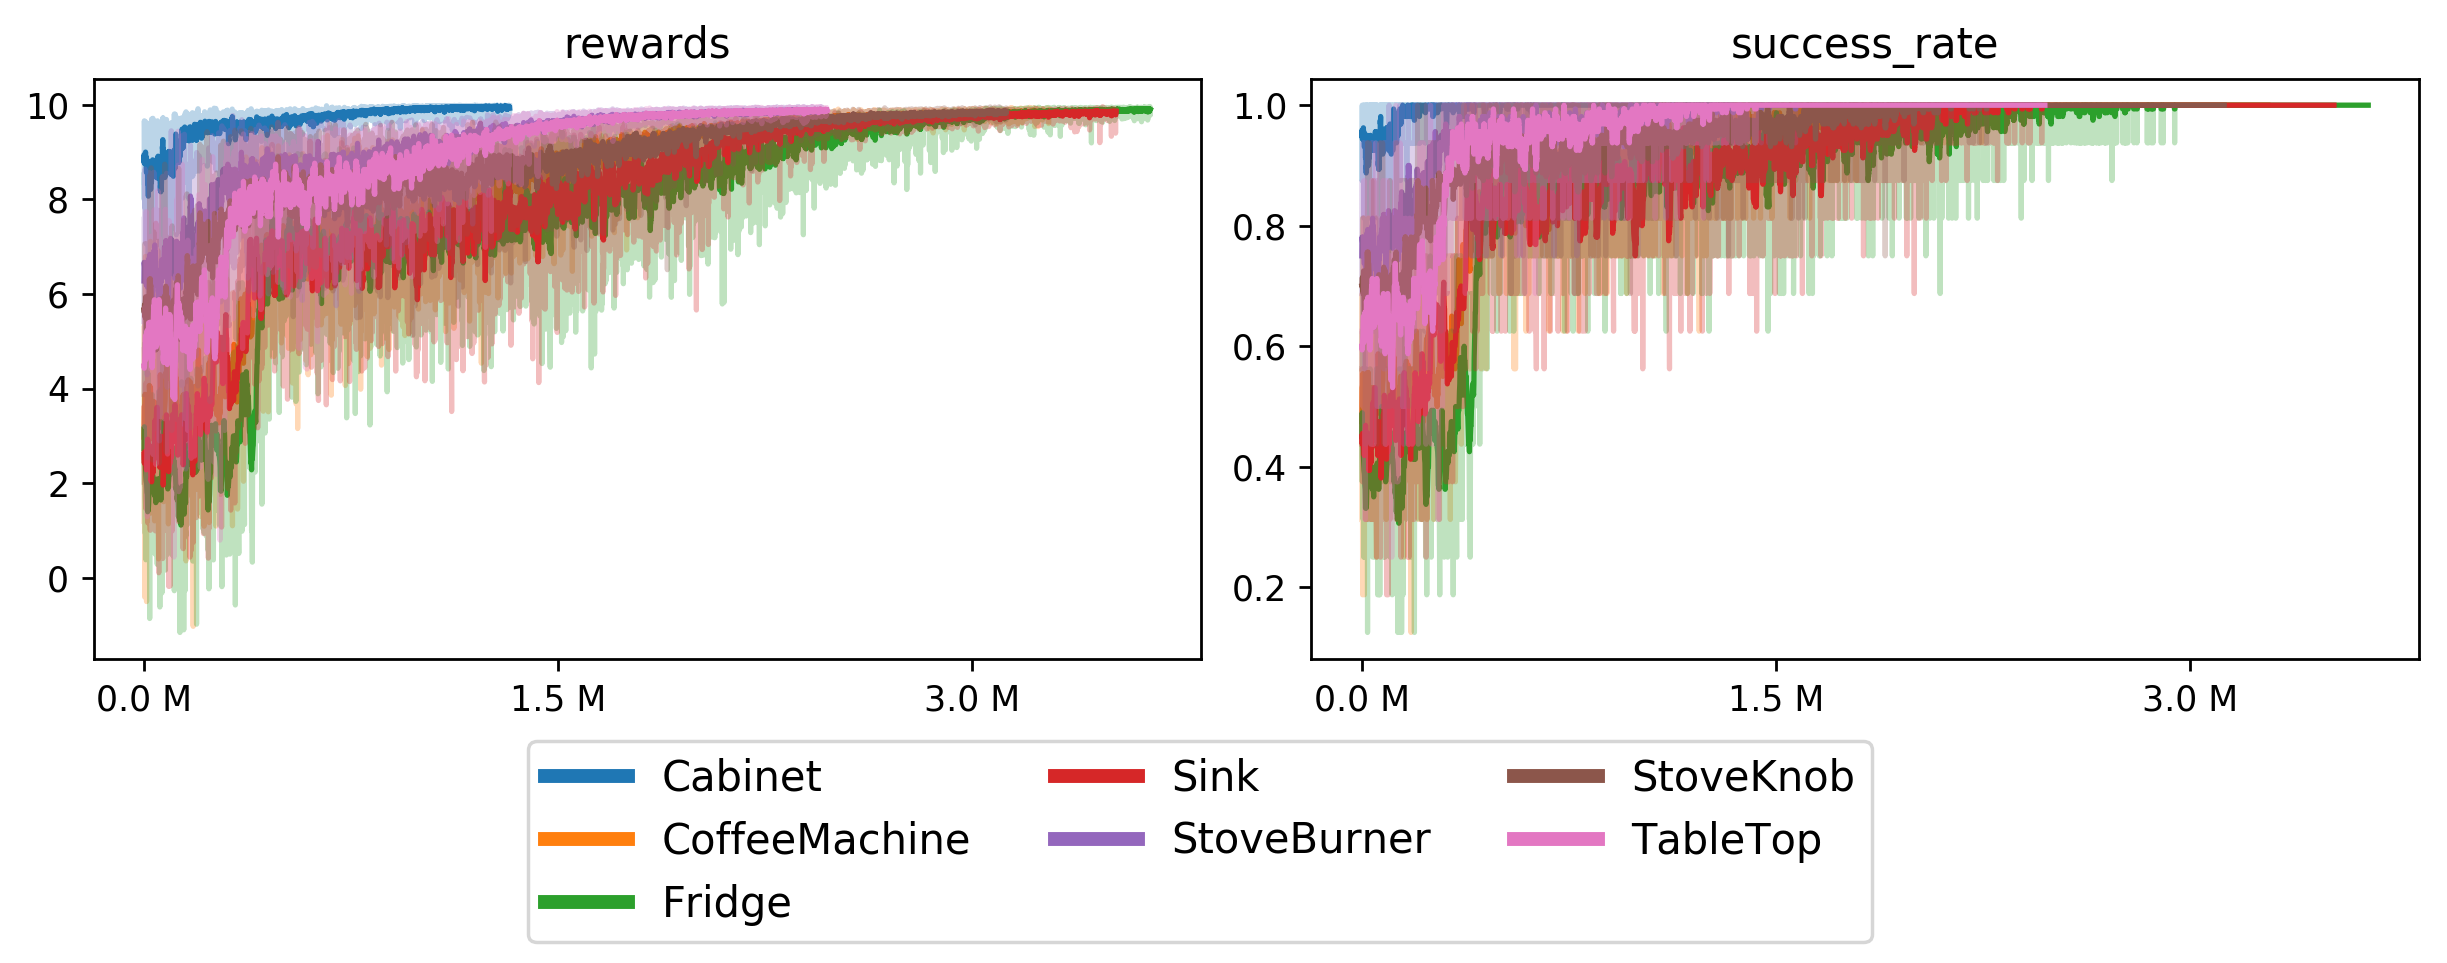 rewards
10
8
6
4
2
0
0.0 M 1.5 M 3.0 M
success_rate
1.0
0.8
0.6
0.4
0.2
0.0 M 1.5 M 3.0 M
Cabinet
CoffeeMachine
Fridge
Sink
StoveBurner
StoveKnob
TableTop